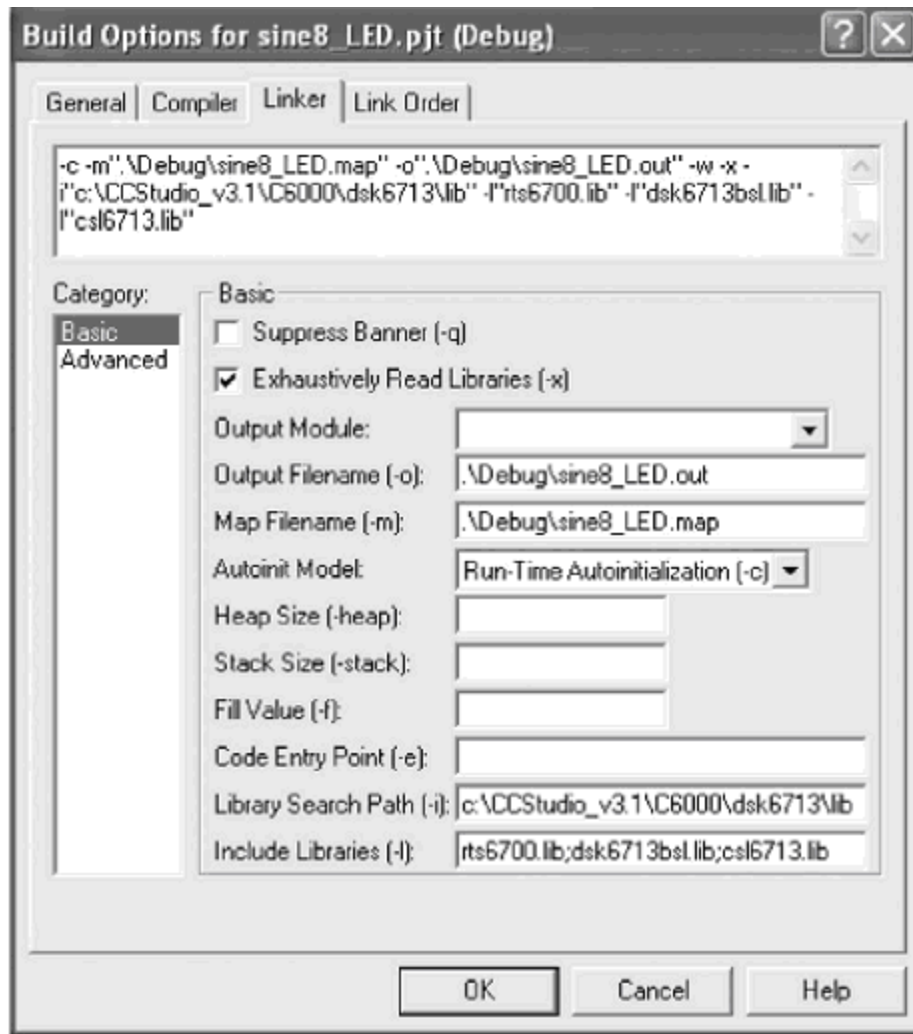 Build Options for sine8_LED.pjt (Debug)
General Compiler Linker Link Order
-c -m".\Debug\sine8_LED.map" -o".\Debug\sine8_LED.out" -w -x -
i"c:\CCStudio_v3.1\C6000\dsk6713\lib" -l"rts6700.lib" -l"dsk6713bsl.lib" -
l"csl6713.lib"
Category:
Basic
Advanced
Basic
Suppress Banner (-q)
Exhaustively Read Libraries (-x)
Output Module:
Output Filename (-o): .\Debug\sine8_LED.out
Map Filename (-m): .\Debug\sine8_LED.map
Autoinit Model: Run-Time Autoinitialization (-c)
Heap Size (-heap):
Stack Size (-stack):
Fill Value (-f):
Code Entry Point (-e):
Library Search Path (-i): c:\CCStudio_v3.1\C6000\dsk6713\lib
Include Libraries (-l): rts6700.lib;dsk6713bsl.lib;csl6713.lib
OK Cancel Help